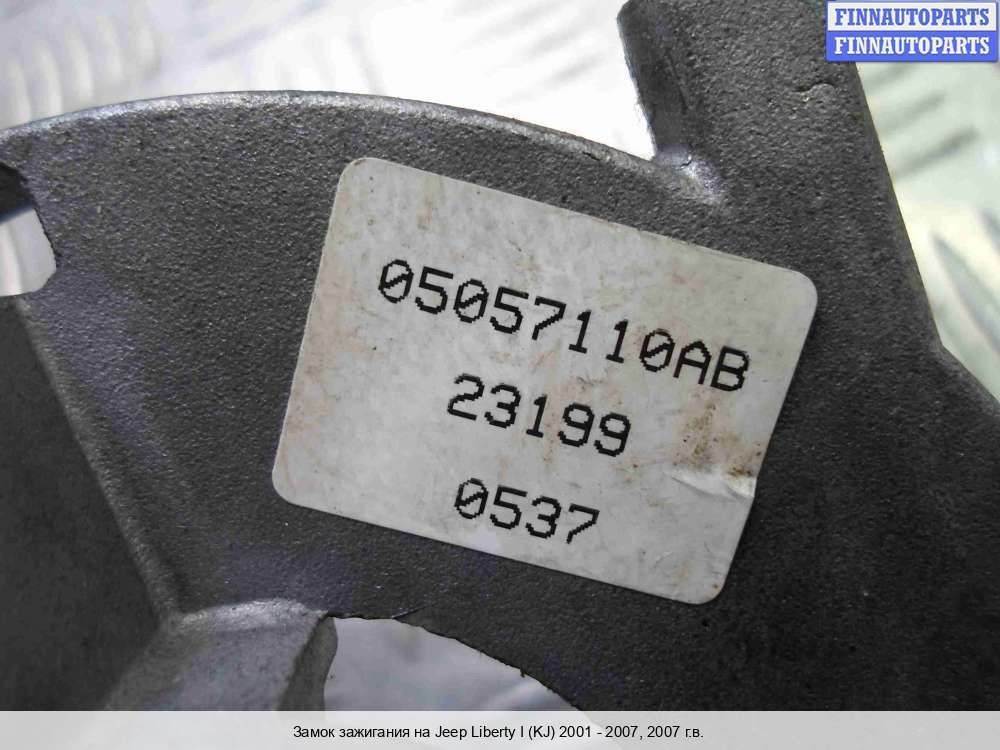 FINNAUTOPARTS
FINNAUTOPARTS
05057110AB
23199
0537
Замок зажигания на Jeep Liberty I (KJ) 2001 - 2007, 2007 г.в.